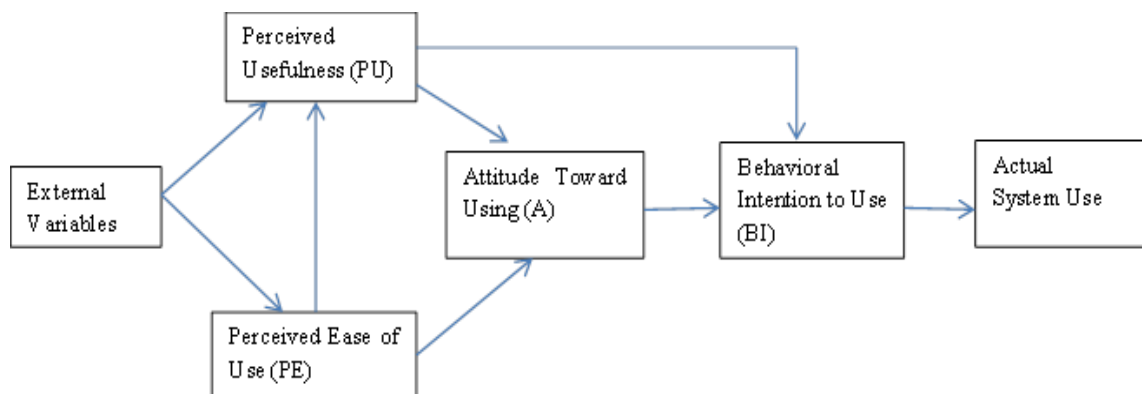 Perceived
Usefulness (PU)
External
Variables
Perceived Ease of
Use (PE)
Attitude Toward
Using (A)
Behavioral
Intention to Use
(BI)
Actual
System Use